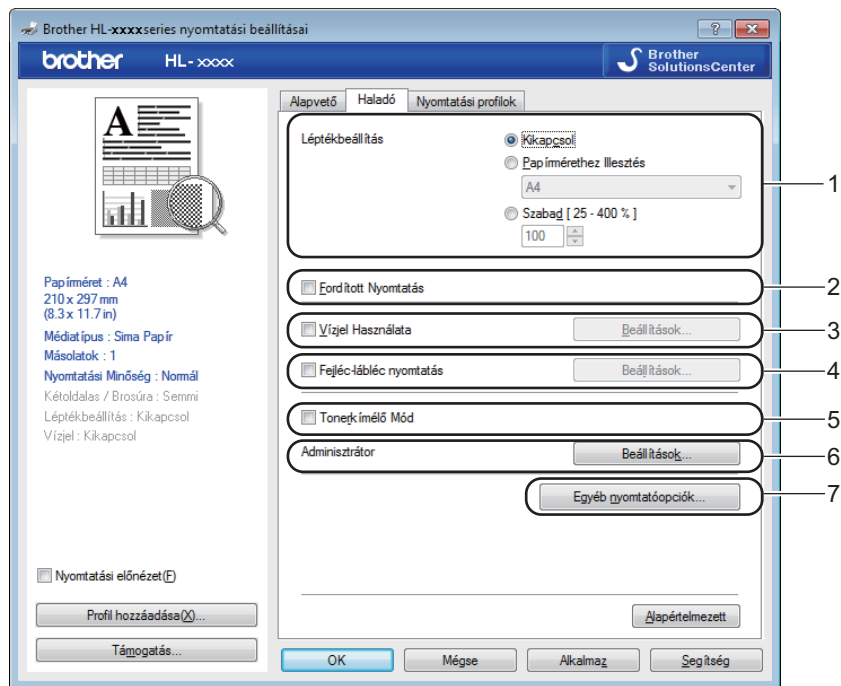 Brother HL-xxxxseries nyomtatási beállításai
brother HL- xxxx
Brother
SolutionsCenter
A
Papírméret : A4
210 x 297 mm
(8.3 x 11.7 in)
Médiatípus : Sima Papír
Másolatok : 1
Nyomtatási Minőség : Normál
Kétoldalas / Brosúra : Semmi
Léptékbeállítás : Kikapcsol
Vízjel : Kikapcsol
Nyomtatási előnézet(F)
Profil hozzáadása(X)...
Támogatás...
Alapvető Haladó Nyomtatási profilok
Léptékbeállítás Kikapcsol
Papírmérethez Illesztés
A4
Szabad [ 25 - 400 % ]
100
1
Fordított Nyomtatás 2
Vízjel Használata Beállítások... 3
Fejléc-lábléc nyomtatás Beállítások... 4
Tonerkímélő Mód 5
Adminisztrátor Beállítások... 6
Egyéb nyomtatóopciók... 7
Alapértelmezett
OK Mégse Alkalmaz Segítség